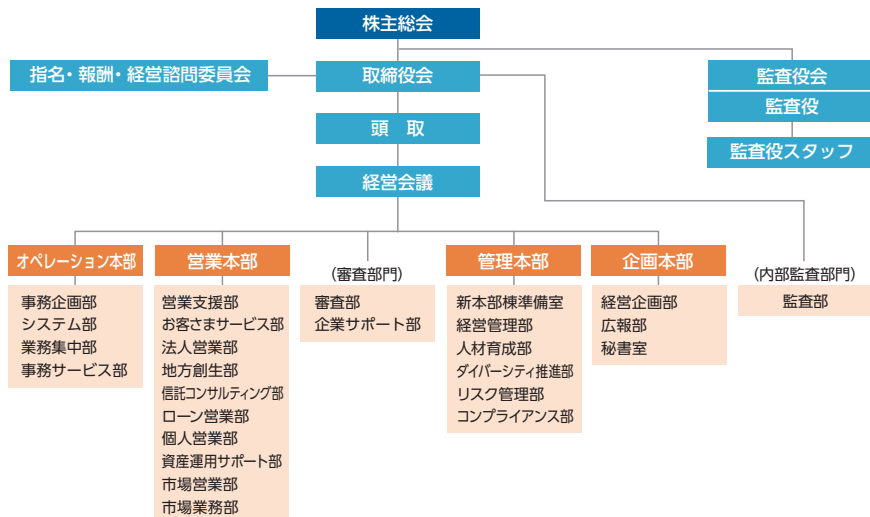 株主総会
指名・報酬・経営諮問委員会
取締役会
監査役会
監査役
頭 取
監査役スタッフ
経営会議
オペレーション本部
事務企画部
システム部
業務集中部
事務サービス部
営業本部
営業支援部
お客さまサービス部
法人営業部
地方創生部
信託コンサルティング部
ローン営業部
個人営業部
資産運用サポート部
市場営業部
市場業務部
(審査部門)
審査部
企業サポート部
管理本部
新本部棟準備室
経営管理部
人材育成部
ダイバーシティ推進部
リスク管理部
コンプライアンス部
企画本部
経営企画部
広報部
秘書室
(内部監査部門)
監査部